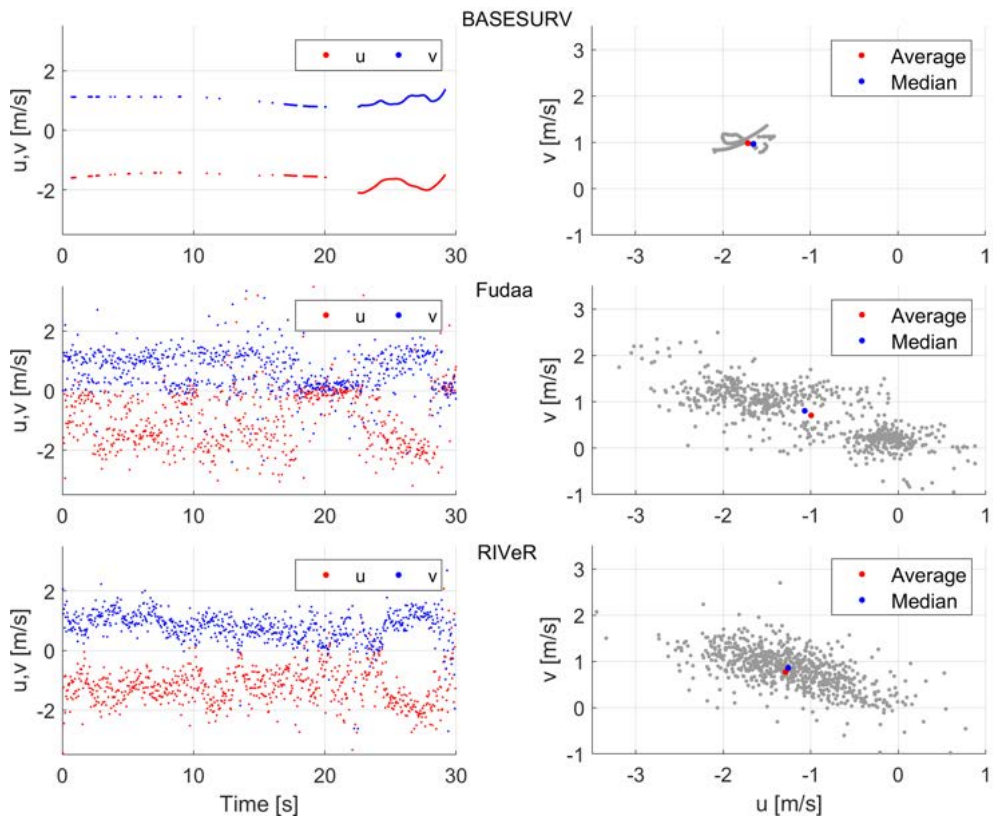 BASESURV
u v
u,v [m/s]
2
0
-2
0 10 20 30
Average
Median
v [m/s]
3
2
1
0
-1
-3 -2 -1 0 1
Fudaa
u v
u,v [m/s]
2
0
-2
0 10 20 30
Average
Median
v [m/s]
3
2
1
0
-1
-3 -2 -1 0 1
RIVeR
u v
u,v [m/s]
2
0
-2
0 10 20 30
Time [s]
Average
Median
v [m/s]
3
2
1
0
-1
-3 -2 -1 0 1
u [m/s]